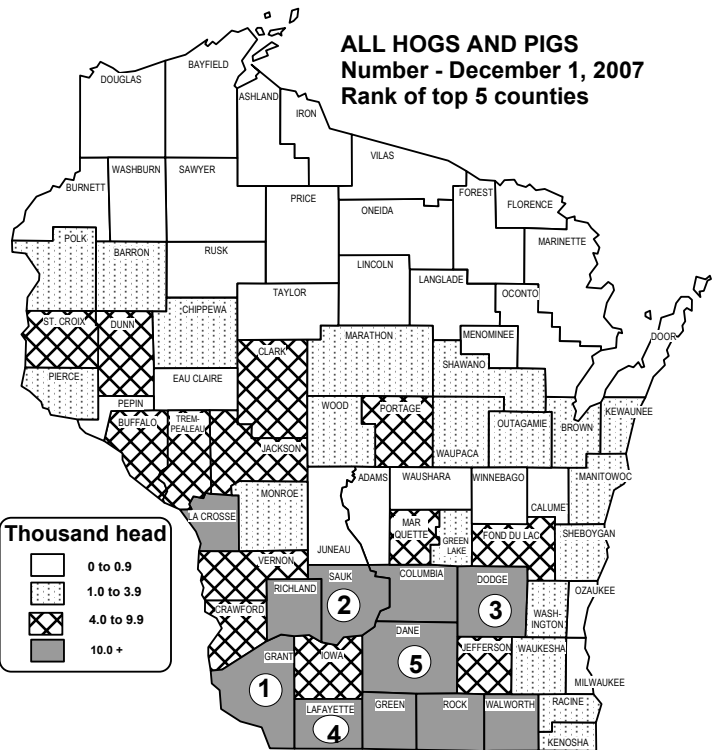 ALL HOGS AND PIGS
Number - December 1, 2007
Rank of top 5 counties
DOUGLAS
BAYFIELD
ASHLAND
IRON
VILAS
BURNETT
WASHBURN
SAWYER
PRICE
ONEIDA
FOREST
FLORENCE
MARINETTE
POLK
BARRON
RUSK
LINCOLN
LANGLADE
OCONTO
TAYLOR
CHIPPEWA
ST. CROIX
DUNN
CLARK
MARATHON
MENOMINEE
SHAWANO
DOOR
PIERCE
EAU CLAIRE
PEPIN
BUFFALO
TREM-
PEALEAU
WOOD
PORTAGE
WAUPACA
OUTAGAMIE
BROWN
KEWAUNEE
JACKSON
ADAMS
WAUSHARA
WINNEBAGO
CALUMET
MANITOWOC
LA CROSSE
MONROE
JUNEAU
MAR
QUETTE
GREEN
LAKE
FOND DU LAC
SHEBOYGAN
VERNON
CRAWFORD
RICHLAND
SAUK
2
COLUMBIA
DODGE
3
WASH-
INGTON
OZAUKEE
GRANT
1
IOWA
DANE
5
JEFFERSON
WAUKESHA
MILWAUKEE
LAFAYETTE
4
GREEN
ROCK
WALWORTH
RACINE
KENOSHA
Thousand head
0 to 0.9
1.0 to 3.9
4.0 to 9.9
10.0 +